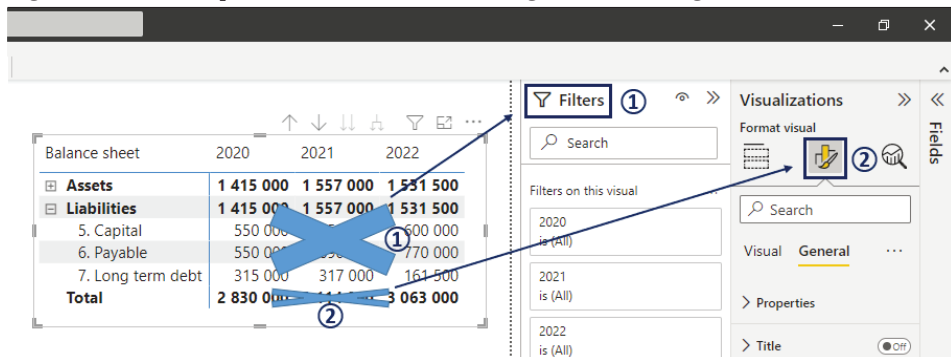 Filters ①
Search
Filters on this visual
2020
is (All)
2021
is (All)
2022
is (All)
Visualizations
Format visual
②
Search
Visual General
Properties
Title Off
Fields
Balance sheet 2020 2021 2022
Assets 1 415 000 1 557 000 1 531 500
Liabilities 1 415 000 1 557 000 1 531 500
5. Capital 550 000 600 000
6. Payable 550 770 000
7. Long term debt 315 000 317 000 161 500
Total 2 830 000 3 063 000
①
②